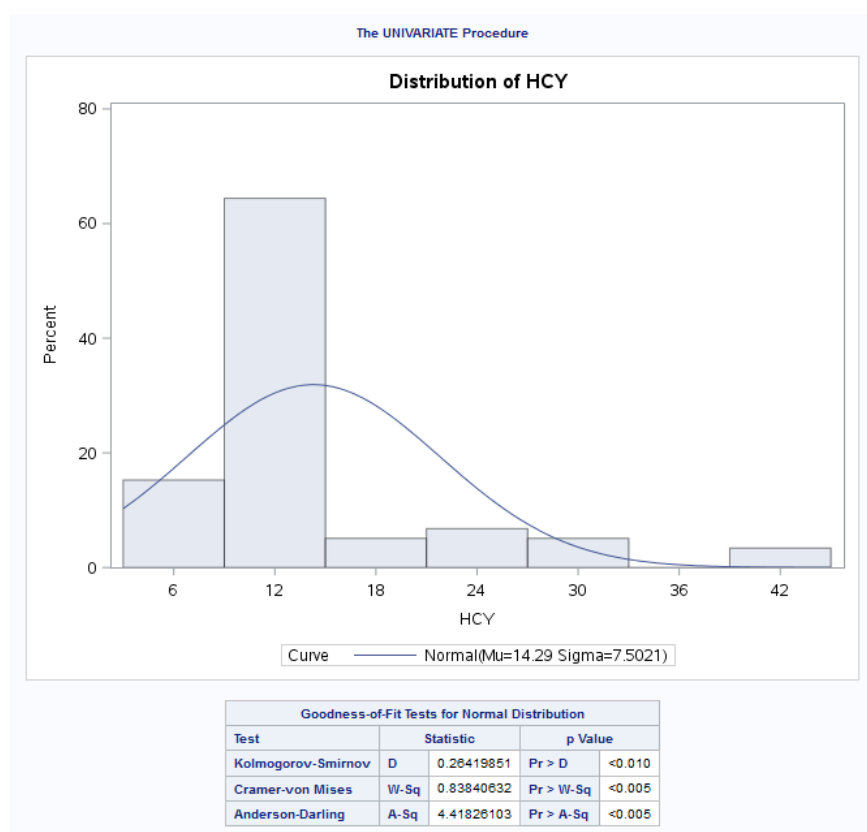 The UNIVARIATE Procedure
Distribution of HCY
80
60
40
20
0
Percent
6 12 18 24 30 36 42
HCY
Curve Normal(Mu=14.29 Sigma=7.5021)
Goodness-of-Fit Tests for Normal Distribution
Test Statistic p Value
Kolmogorov-Smirnov D 0.26419851 Pr > D <0.010
Cramer-von Mises W-Sq 0.83840632 Pr > W-Sq <0.005
Anderson-Darling A-Sq 4.41826103 Pr > A-Sq <0.005